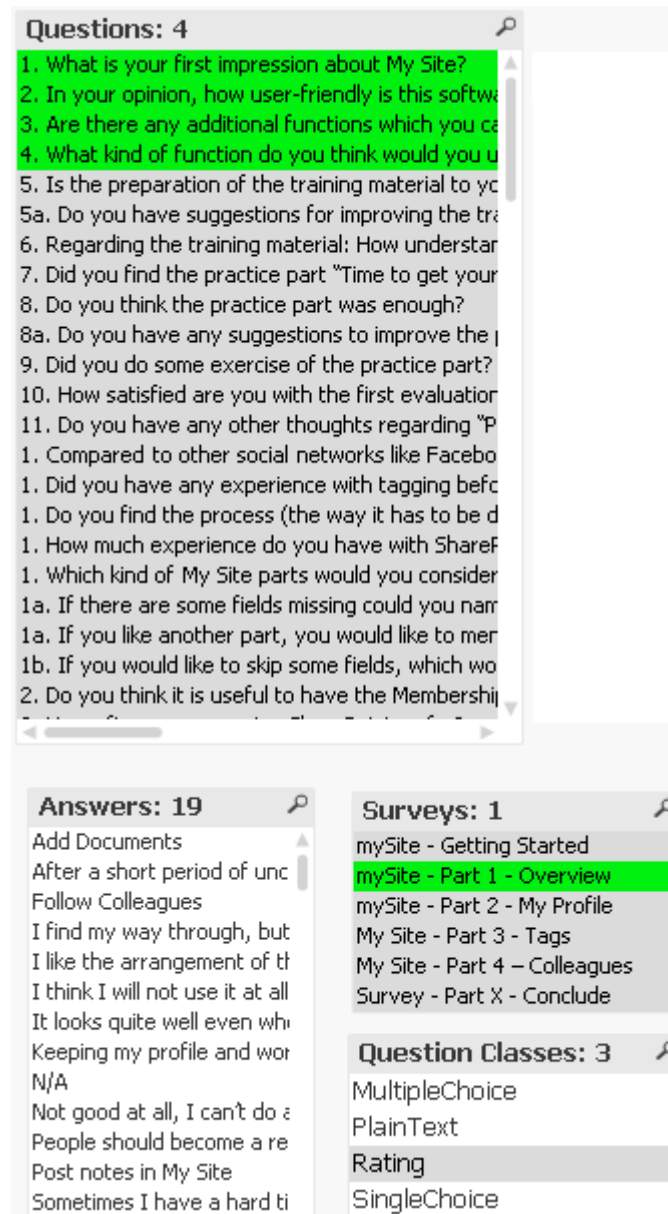 Questions: 4
1. What is your first impression about My Site?
2. In your opinion, how user-friendly is this softwa
3. Are there any additional functions which you ca
4. What kind of function do you think would you u
5. Is the preparation of the training material to yo
5a. Do you have suggestions for improving the tra
6. Regarding the training material: How understan
7. Did you find the practice part "Time to get your
8. Do you think the practice part was enough?
8a. Do you have any suggestions to improve the
9. Did you do some exercise of the practice part?
10. How satisfied are you with the first evaluation
11. Do you have any other thoughts regarding "P
1. Compared to other social networks like Facebo
1. Did you have any experience with tagging befo
1. Do you find the process (the way it has to be d
1. How much experience do you have with ShareP
1. Which kind of My Site parts would you consider
1a. If there are some fields missing could you nam
1a. If you like another part, you would like to men
1b. If you would like to skip some fields, which wo
2. Do you think it is useful to have the Membership
Answers: 19
Add Documents
After a short period of unc
Follow Colleagues
I find my way through, but
I like the arrangement of th
I think I will not use it at all
It looks quite well even whe
Keeping my profile and wor
N/A
Not good at all, I can't do a
People should become a re
Post notes in My Site
Sometimes I have a hard ti
Surveys: 1
mySite - Getting Started
mySite - Part 1 - Overview
mySite - Part 2 - My Profile
My Site - Part 3 - Tags
My Site - Part 4 – Colleagues
Survey - Part X - Conclude
Question Classes: 3
MultipleChoice
PlainText
Rating
SingleChoice